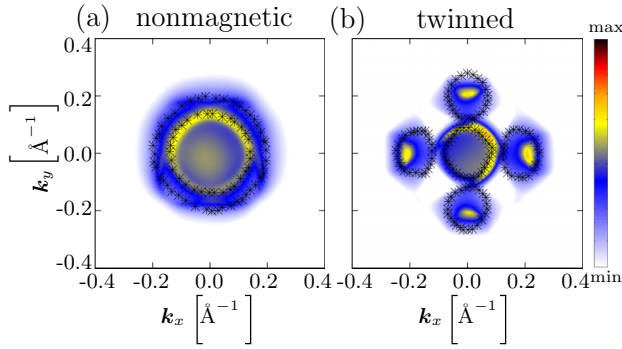 (a) nonmagnetic
(b) twinned
max
min
0.4
0.2
0.0
-0.2
-0.4
k_y [Å⁻¹]
-0.4 -0.2 0.0 0.2 0.4
-0.4 -0.2 0.0 0.2 0.4
k_x [Å⁻¹]
k_x [Å⁻¹]